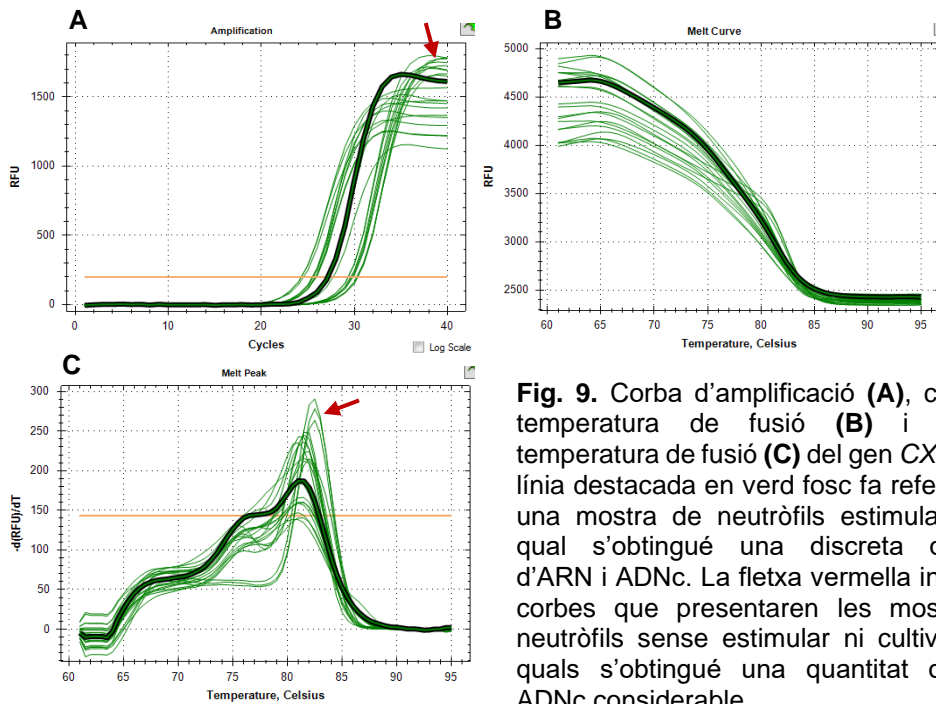 A
Amplification
RFU
1500
1000
500
0
0 10 20 30 40
Cycles
Log Scale
B
Melt Curve
RFU
5000
4500
4000
3500
3000
2500
60 65 70 75 80 85 90 95
Temperature, Celsius
C
Melt Peak
-d(RFU)/dT
300
250
200
150
100
50
0
60 65 70 75 80 85 90 95
Temperature, Celsius
Fig. 9. Corba d'amplificació (A), c
temperatura de fusió (B) i
temperatura de fusió (C) del gen CX
línia destacada en verd fosc fa refe
una mostra de neutròfils estimula
qual s'obtingué una discreta
d'ARN i ADNc. La fletxa vermella in
corbes que presentaren les mos
neutròfils sense estimular ni cultiv
quals s'obtingué una quantitat
ADNc considerable